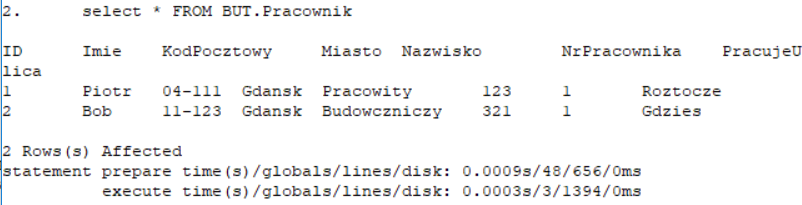 2. select * FROM BUT.Pracownik
ID Imie KodPocztowy Miasto Nazwisko NrPracownika PracujeU
lica
1 Piotr 04-111 Gdansk Pracowity 123 1 Roztocze
2 Bob 11-123 Gdansk Budowczniczy 321 1 Gdzies
2 Rows(s) Affected
statement prepare time(s)/globals/lines/disk: 0.0009s/48/656/0ms
execute time(s)/globals/lines/disk: 0.0003s/3/1394/0ms